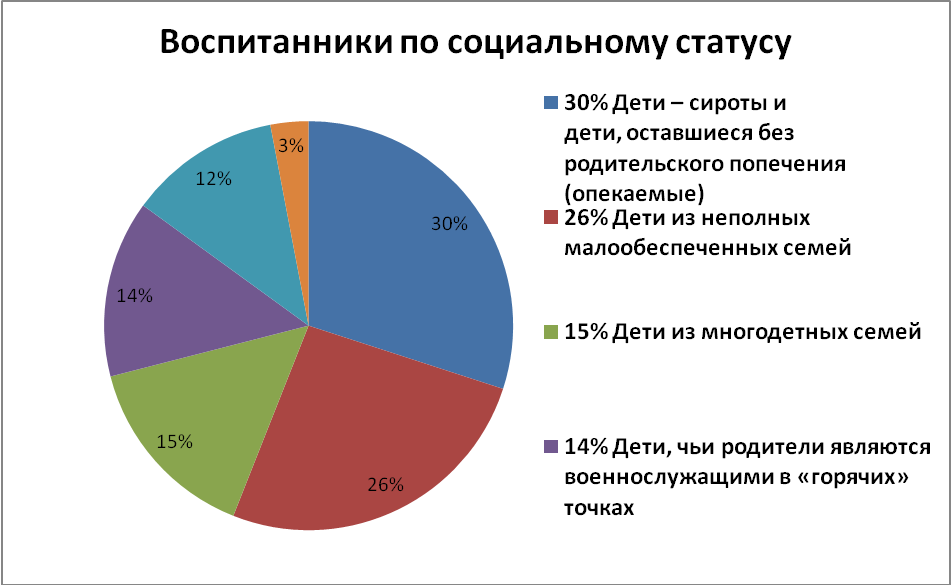 Воспитанники по социальному статусу
3%
12%
30%
14%
15%
26%
30% Дети – сироты и
дети, оставшиеся без
родительского попечения
(опекаемые)
26% Дети из неполных
малообеспеченных семей
15% Дети из многодетных семей
14% Дети, чьи родители являются
военнослужащими в «горячих»
точках